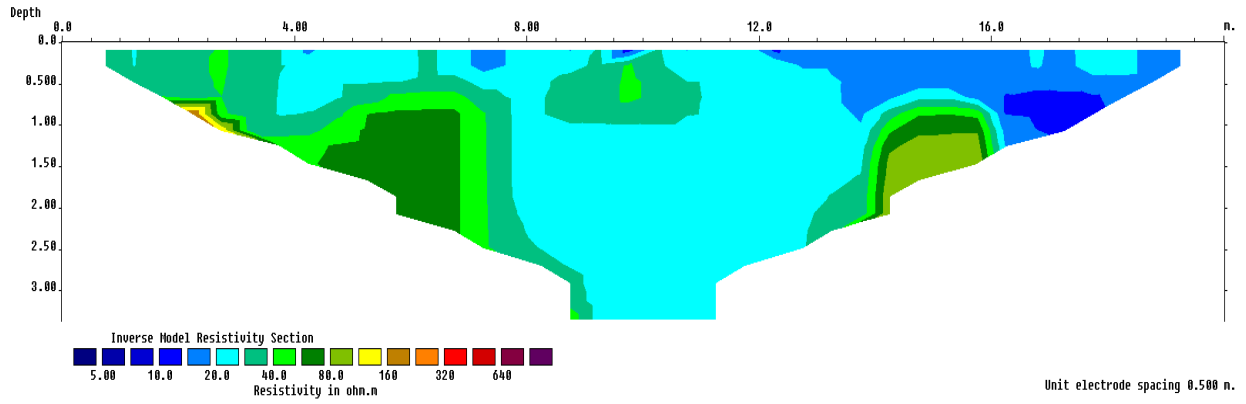 Depth
0.0 4.00 8.00 12.0 16.0 m.
0.0
0.500
1.00
1.50
2.00
2.50
3.00
Inverse Model Resistivity Section
5.00 10.0 20.0 40.0 80.0 160 320 640
Resistivity in ohm.m
Unit electrode spacing 0.500 m.